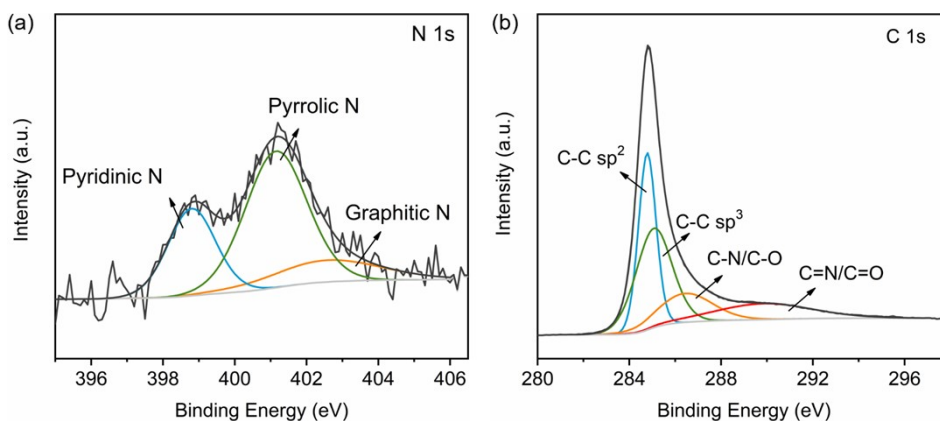 (a)
N 1s
Pyrrolic N
Pyridinic N
Graphitic N
Intensity (a.u.)
396 398 400 402 404 406
Binding Energy (eV)
(b)
C 1s
C-C sp²
C-C sp³
C-N/C-O
C=N/C=O
Intensity (a.u.)
280 284 288 292 296
Binding Energy (eV)